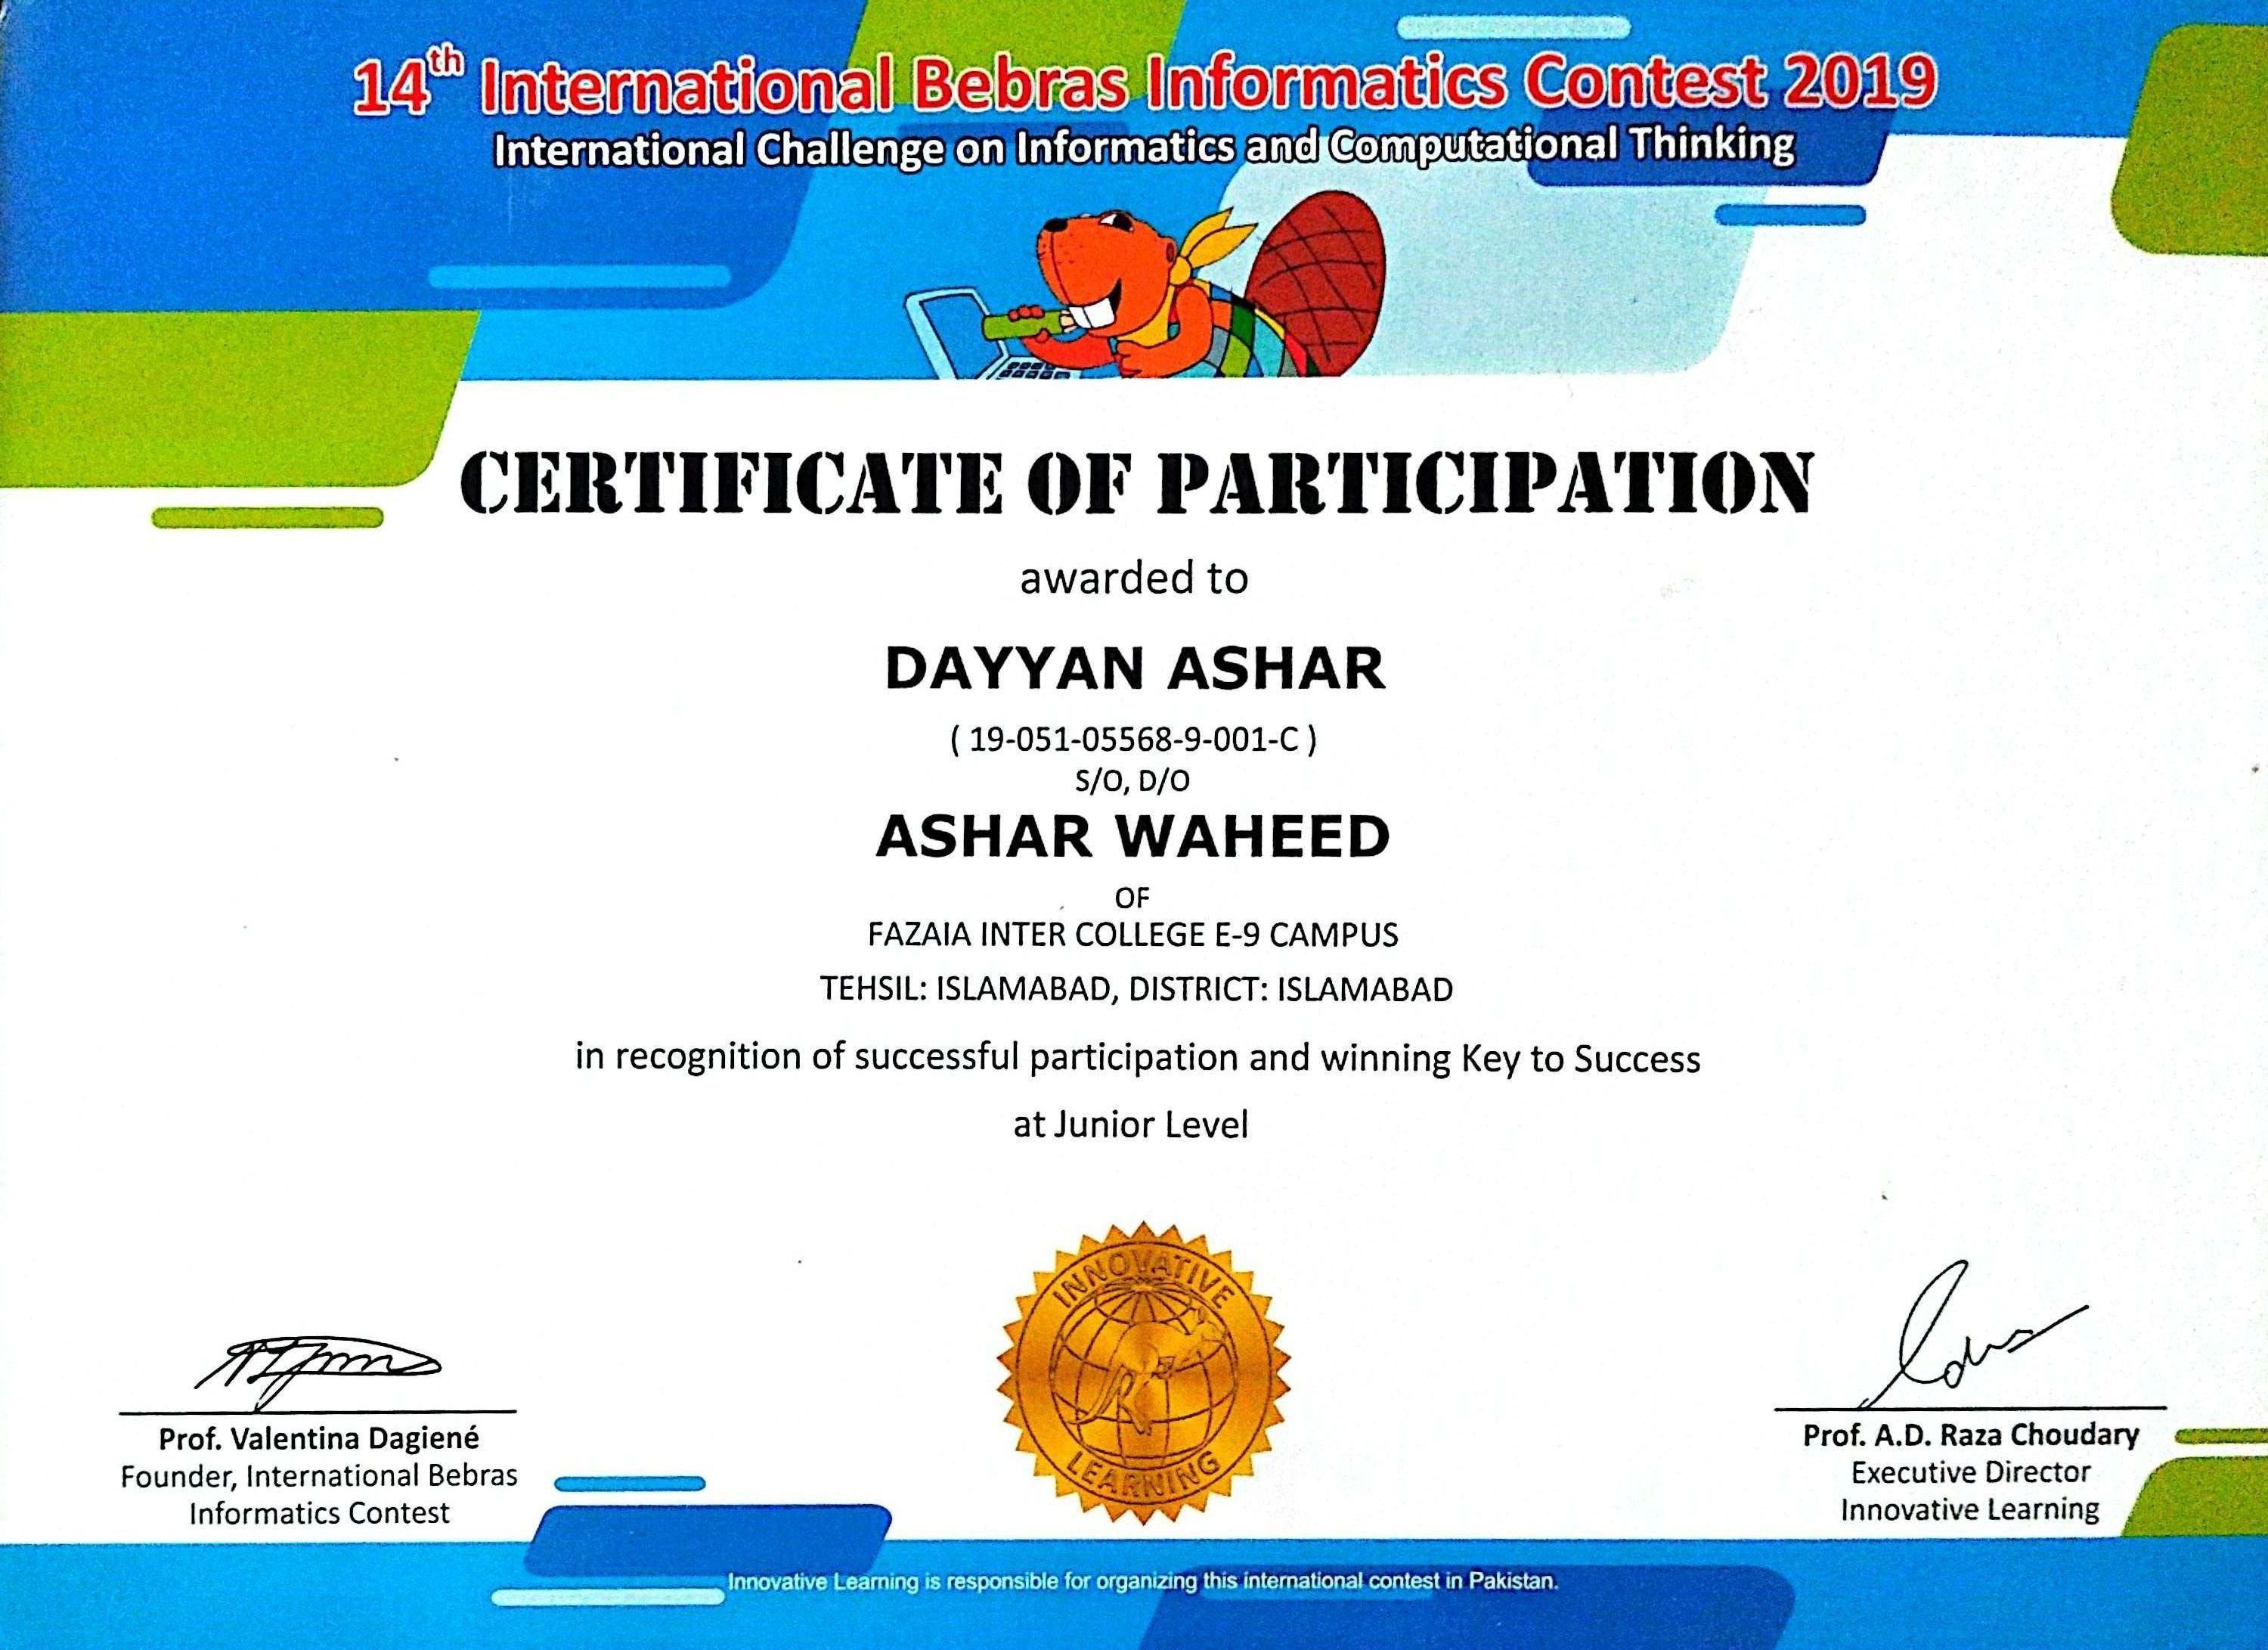 14th International Bebras Informatics Contest 2019
International Challenge on Informatics and Computational Thinking
CERTIFICATE OF PARTICIPATION
awarded to
DAYYAN ASHAR
( 19-051-05568-9-001-C )
S/O, D/O
ASHAR WAHEED
OF
FAZAIA INTER COLLEGE E-9 CAMPUS
TEHSIL: ISLAMABAD, DISTRICT: ISLAMABAD
in recognition of successful participation and winning Key to Success
at Junior Level
INNOVATIVE
LEARNING
Prof. Valentina Dagiené
Founder, International Bebras
Informatics Contest
Prof. A.D. Raza Choudary
Executive Director
Innovative Learning
Innovative Learning is responsible for organizing this international contest in Pakistan.